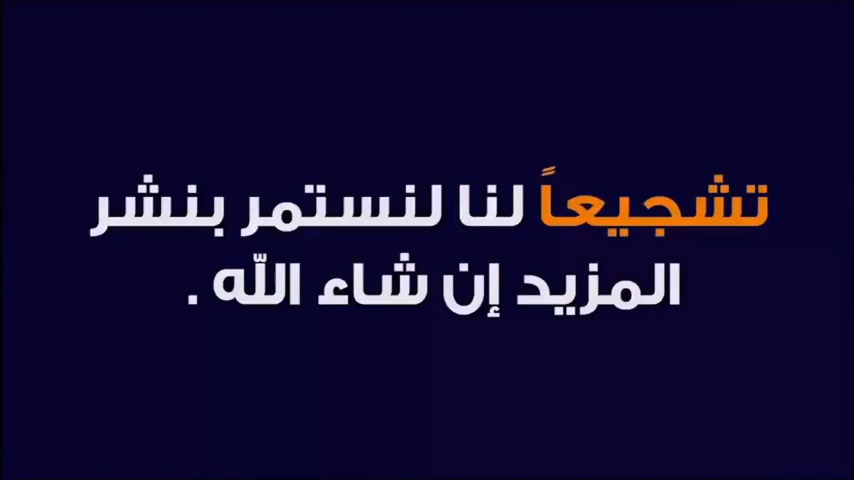 تشجيعاً لنا لنستمر بنشر
المزيد إن شاء الله .